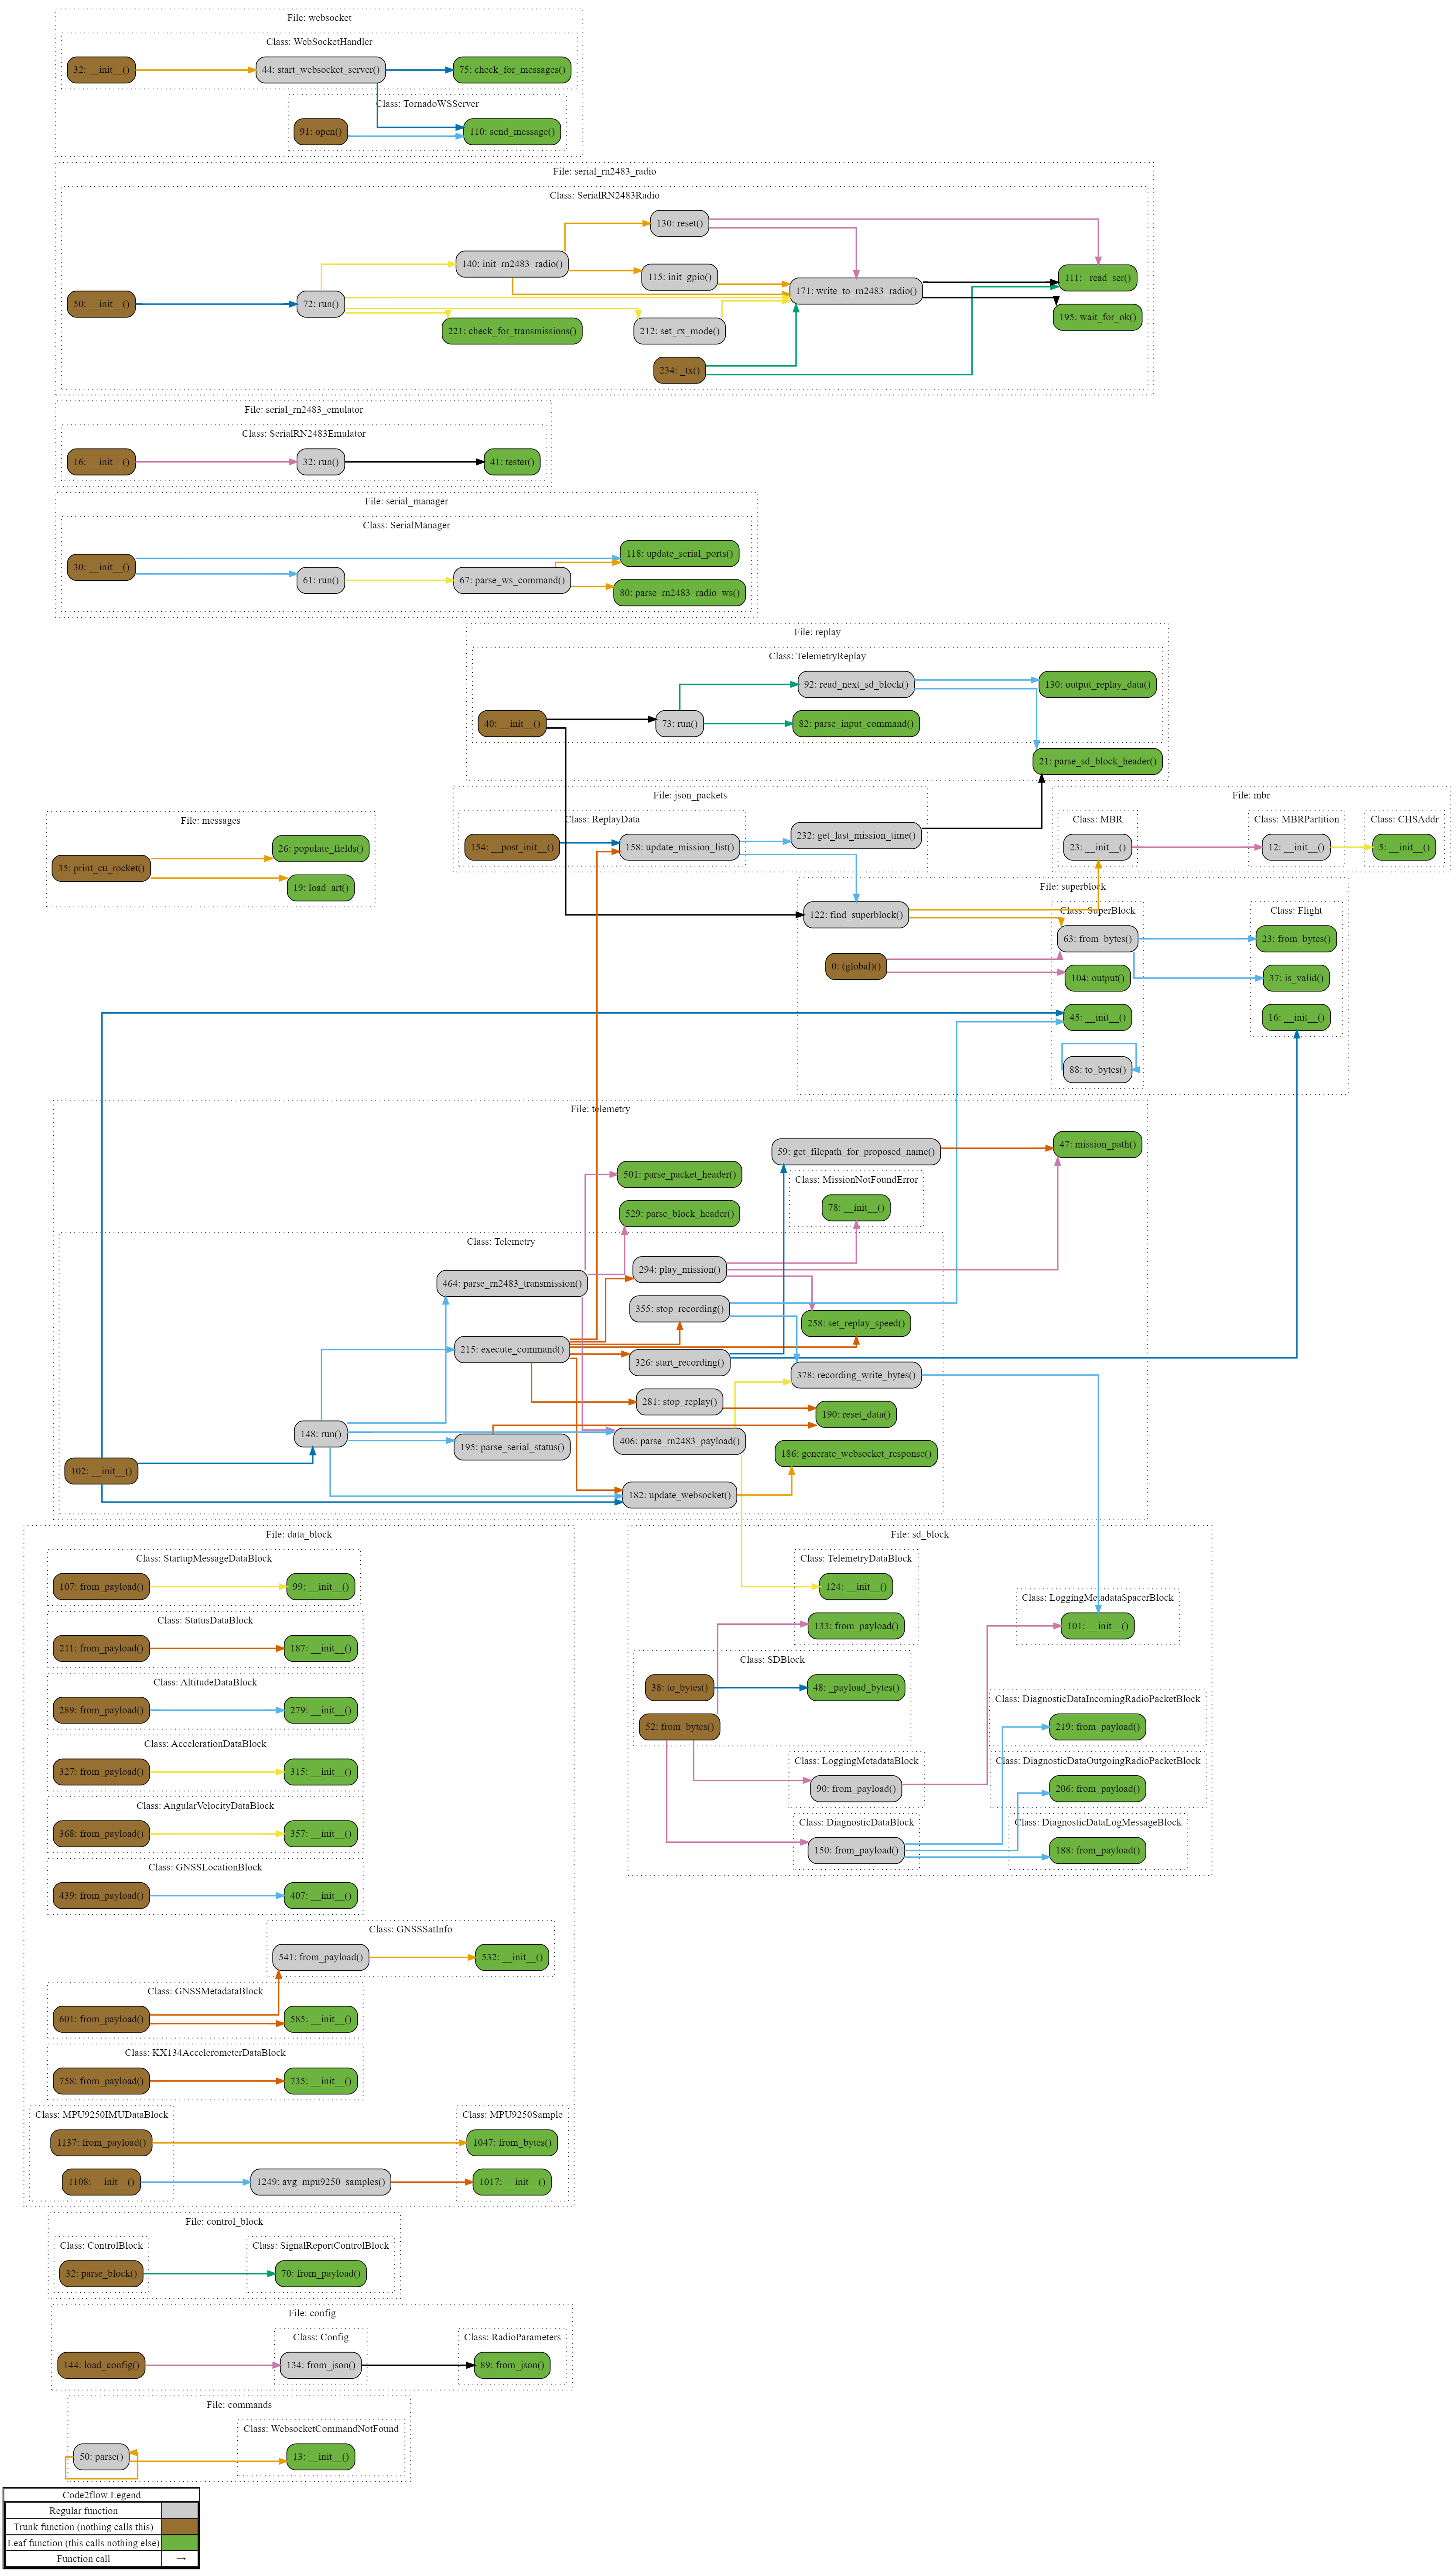 File: websocket
Class: WebSocketHandler
32: __init__()
44: start_websocket_server()
75: check_for_messages()
Class: TornadoWSServer
91: open()
110: send_message()
File: serial_rn2483_radio
Class: SerialRN2483Radio
130: reset()
140: init_rn2483_radio()
115: init_gpio()
111: _read_ser()
171: write_to_rn2483_radio()
50: __init__()
72: run()
195: wait_for_ok()
221: check_for_transmissions()
212: set_rx_mode()
234: _tx()
File: serial_rn2483_emulator
Class: SerialRN2483Emulator
16: __init__()
32: run()
41: tester()
File: serial_manager
Class: SerialManager
118: update_serial_ports()
30: __init__()
61: run()
67: parse_ws_command()
80: parse_rn2483_radio_ws()
File: replay
Class: TelemetryReplay
92: read_next_sd_block()
130: output_replay_data()
40: __init__()
73: run()
82: parse_input_command()
21: parse_sd_block_header()
File: json_packets
Class: ReplayData
154: __post_init__()
158: update_mission_list()
232: get_last_mission_time()
File: mbr
Class: MBR
23: __init__()
Class: MBRPartition
12: __init__()
Class: CHSAddr
5: __init__()
File: messages
35: print_cu_rocket()
26: populate_fields()
19: load_art()
File: superblock
122: find_superblock()
0: (global)()
Class: SuperBlock
63: from_bytes()
104: output()
45: __init__()
88: to_bytes()
Class: Flight
23: from_bytes()
37: is_valid()
16: __init__()
File: telemetry
59: get_filepath_for_proposed_name()
47: mission_path()
501: parse_packet_header()
Class: MissionNotFoundError
78: __init__()
529: parse_block_header()
Class: Telemetry
464: parse_rn2483_transmission()
294: play_mission()
355: stop_recording()
258: set_replay_speed()
215: execute_command()
326: start_recording()
378: recording_write_bytes()
281: stop_replay()
190: reset_data()
148: run()
195: parse_serial_status()
406: parse_rn2483_payload()
186: generate_websocket_response()
102: __init__()
182: update_websocket()
File: data_block
Class: StartupMessageDataBlock
107: from_payload()
99: __init__()
Class: StatusDataBlock
211: from_payload()
187: __init__()
Class: AltitudeDataBlock
289: from_payload()
279: __init__()
Class: AccelerationDataBlock
327: from_payload()
315: __init__()
Class: AngularVelocityDataBlock
368: from_payload()
357: __init__()
Class: GNSSLocationBlock
439: from_payload()
407: __init__()
Class: GNSSSatInfo
541: from_payload()
532: __init__()
Class: GNSSMetadataBlock
601: from_payload()
585: __init__()
Class: KX134AccelerometerDataBlock
758: from_payload()
735: __init__()
Class: MPU9250IMUDataBlock
1137: from_payload()
1108: __init__()
1249: avg_mpu9250_samples()
Class: MPU9250Sample
1047: from_bytes()
1017: __init__()
File: sd_block
Class: TelemetryDataBlock
124: __init__()
133: from_payload()
Class: LoggingMetadataSpacerBlock
101: __init__()
Class: SDBlock
38: to_bytes()
48: _payload_bytes()
52: from_bytes()
Class: DiagnosticDataIncomingRadioPacketBlock
219: from_payload()
Class: LoggingMetadataBlock
90: from_payload()
Class: DiagnosticDataOutgoingRadioPacketBlock
206: from_payload()
Class: DiagnosticDataBlock
150: from_payload()
Class: DiagnosticDataLogMessageBlock
188: from_payload()
File: control_block
Class: ControlBlock
32: parse_block()
Class: SignalReportControlBlock
70: from_payload()
File: config
144: load_config()
Class: Config
134: from_json()
Class: RadioParameters
89: from_json()
File: commands
50: parse()
Class: WebsocketCommandNotFound
13: __init__()
Code2flow Legend
Regular function
Trunk function (nothing calls this)
Leaf function (this calls nothing else)
Function call →